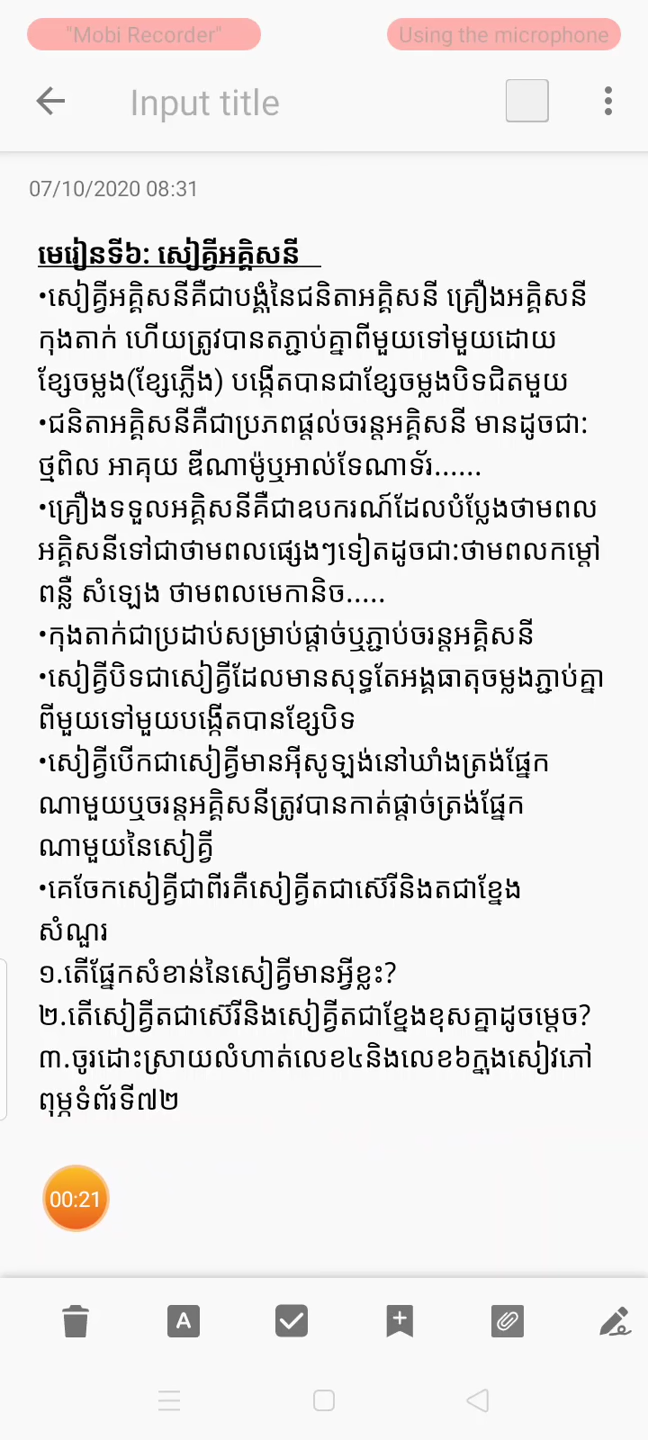 "Mobi Recorder"
Using the microphone
Input title
07/10/2020 08:31
មេរៀនទី៦: សៀគ្វីអគ្គិសនី
•សៀគ្វីអគ្គិសនីគឺជាបង្គុំនៃជនិតាអគ្គិសនី គ្រឿងអគ្គិសនី
កុងតាក់ ហើយត្រូវបានតភ្ជាប់គ្នាពីមួយទៅមួយដោយ
ខ្សែចម្លង(ខ្សែភ្លើង) បង្កើតបានជាខ្សែចម្លងបិទជិតមួយ
•ជនិតាអគ្គិសនីគឺជាប្រភពផ្តល់ចរន្តអគ្គិសនី មានដូចជា:
ថ្មពិល អាគុយ ឌីណាម៉ូឬអាល់ទែណាទ័រ......
•គ្រឿងទទួលអគ្គិសនីគឺជាឧបករណ៍ដែលបំប្លែងថាមពល
អគ្គិសនីទៅជាថាមពលផ្សេងៗទៀតដូចជា:ថាមពលកម្តៅ
ពន្លឺ សំឡេង ថាមពលមេកានិច.....
•កុងតាក់ជាប្រដាប់សម្រាប់ផ្តាច់ឬភ្ជាប់ចរន្តអគ្គិសនី
•សៀគ្វីបិទជាសៀគ្វីដែលមានសុទ្ធតែអង្គធាតុចម្លងភ្ជាប់គ្នា
ពីមួយទៅមួយបង្កើតបានខ្សែបិទ
•សៀគ្វីបើកជាសៀគ្វីមានអ៊ីសូឡង់នៅឃាំងត្រង់ផ្នែក
ណាមួយឬចរន្តអគ្គិសនីត្រូវបានកាត់ផ្តាច់ត្រង់ផ្នែក
ណាមួយនៃសៀគ្វី
•គេចែកសៀគ្វីជាពីរគឺសៀគ្វីតជាស៊េរីនិងតជាខ្នែង
សំណួរ
១.តើផ្នែកសំខាន់នៃសៀគ្វីមានអ្វីខ្លះ?
២.តើសៀគ្វីតជាស៊េរីនិងសៀគ្វីតជាខ្នែងខុសគ្នាដូចម្តេច?
៣.ចូរដោះស្រាយលំហាត់លេខ៤និងលេខ៦ក្នុងសៀវភៅ
ពុម្ភទំព័រទី៧២
00:21
A